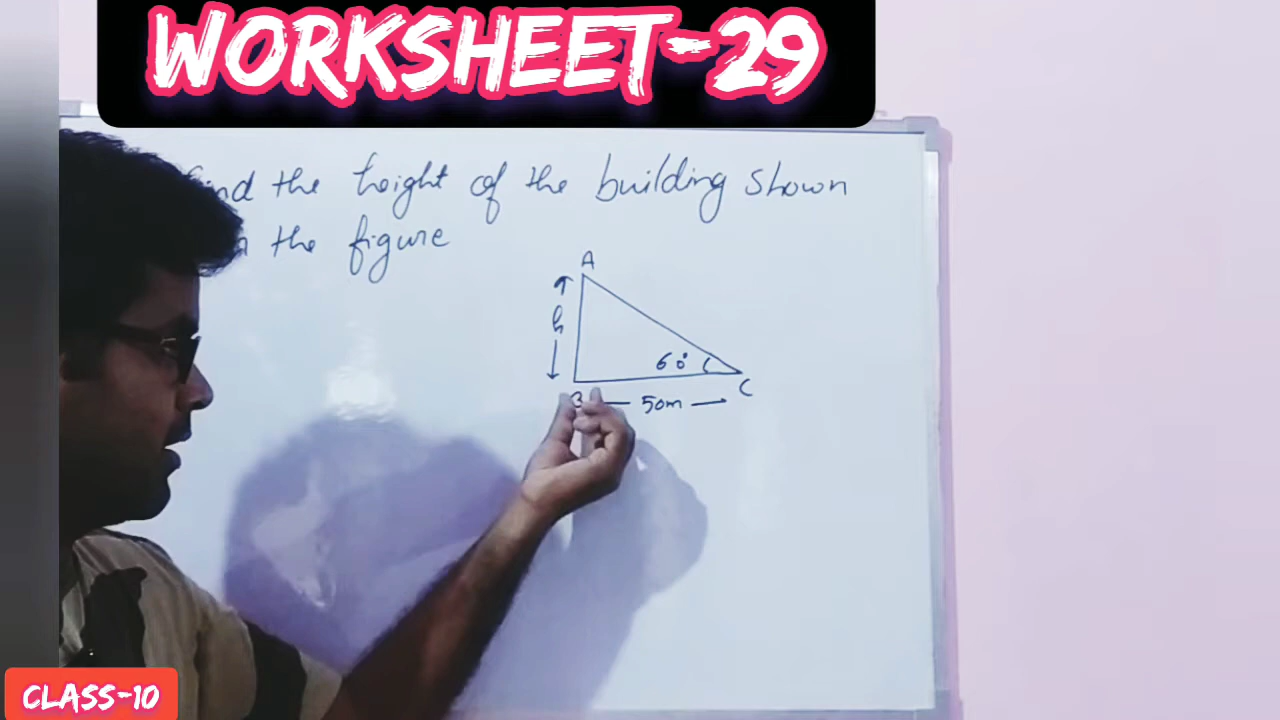 WORKSHEET-29
the height of the building shown
the figure
A
h
60°
C
50m
CLASS-10